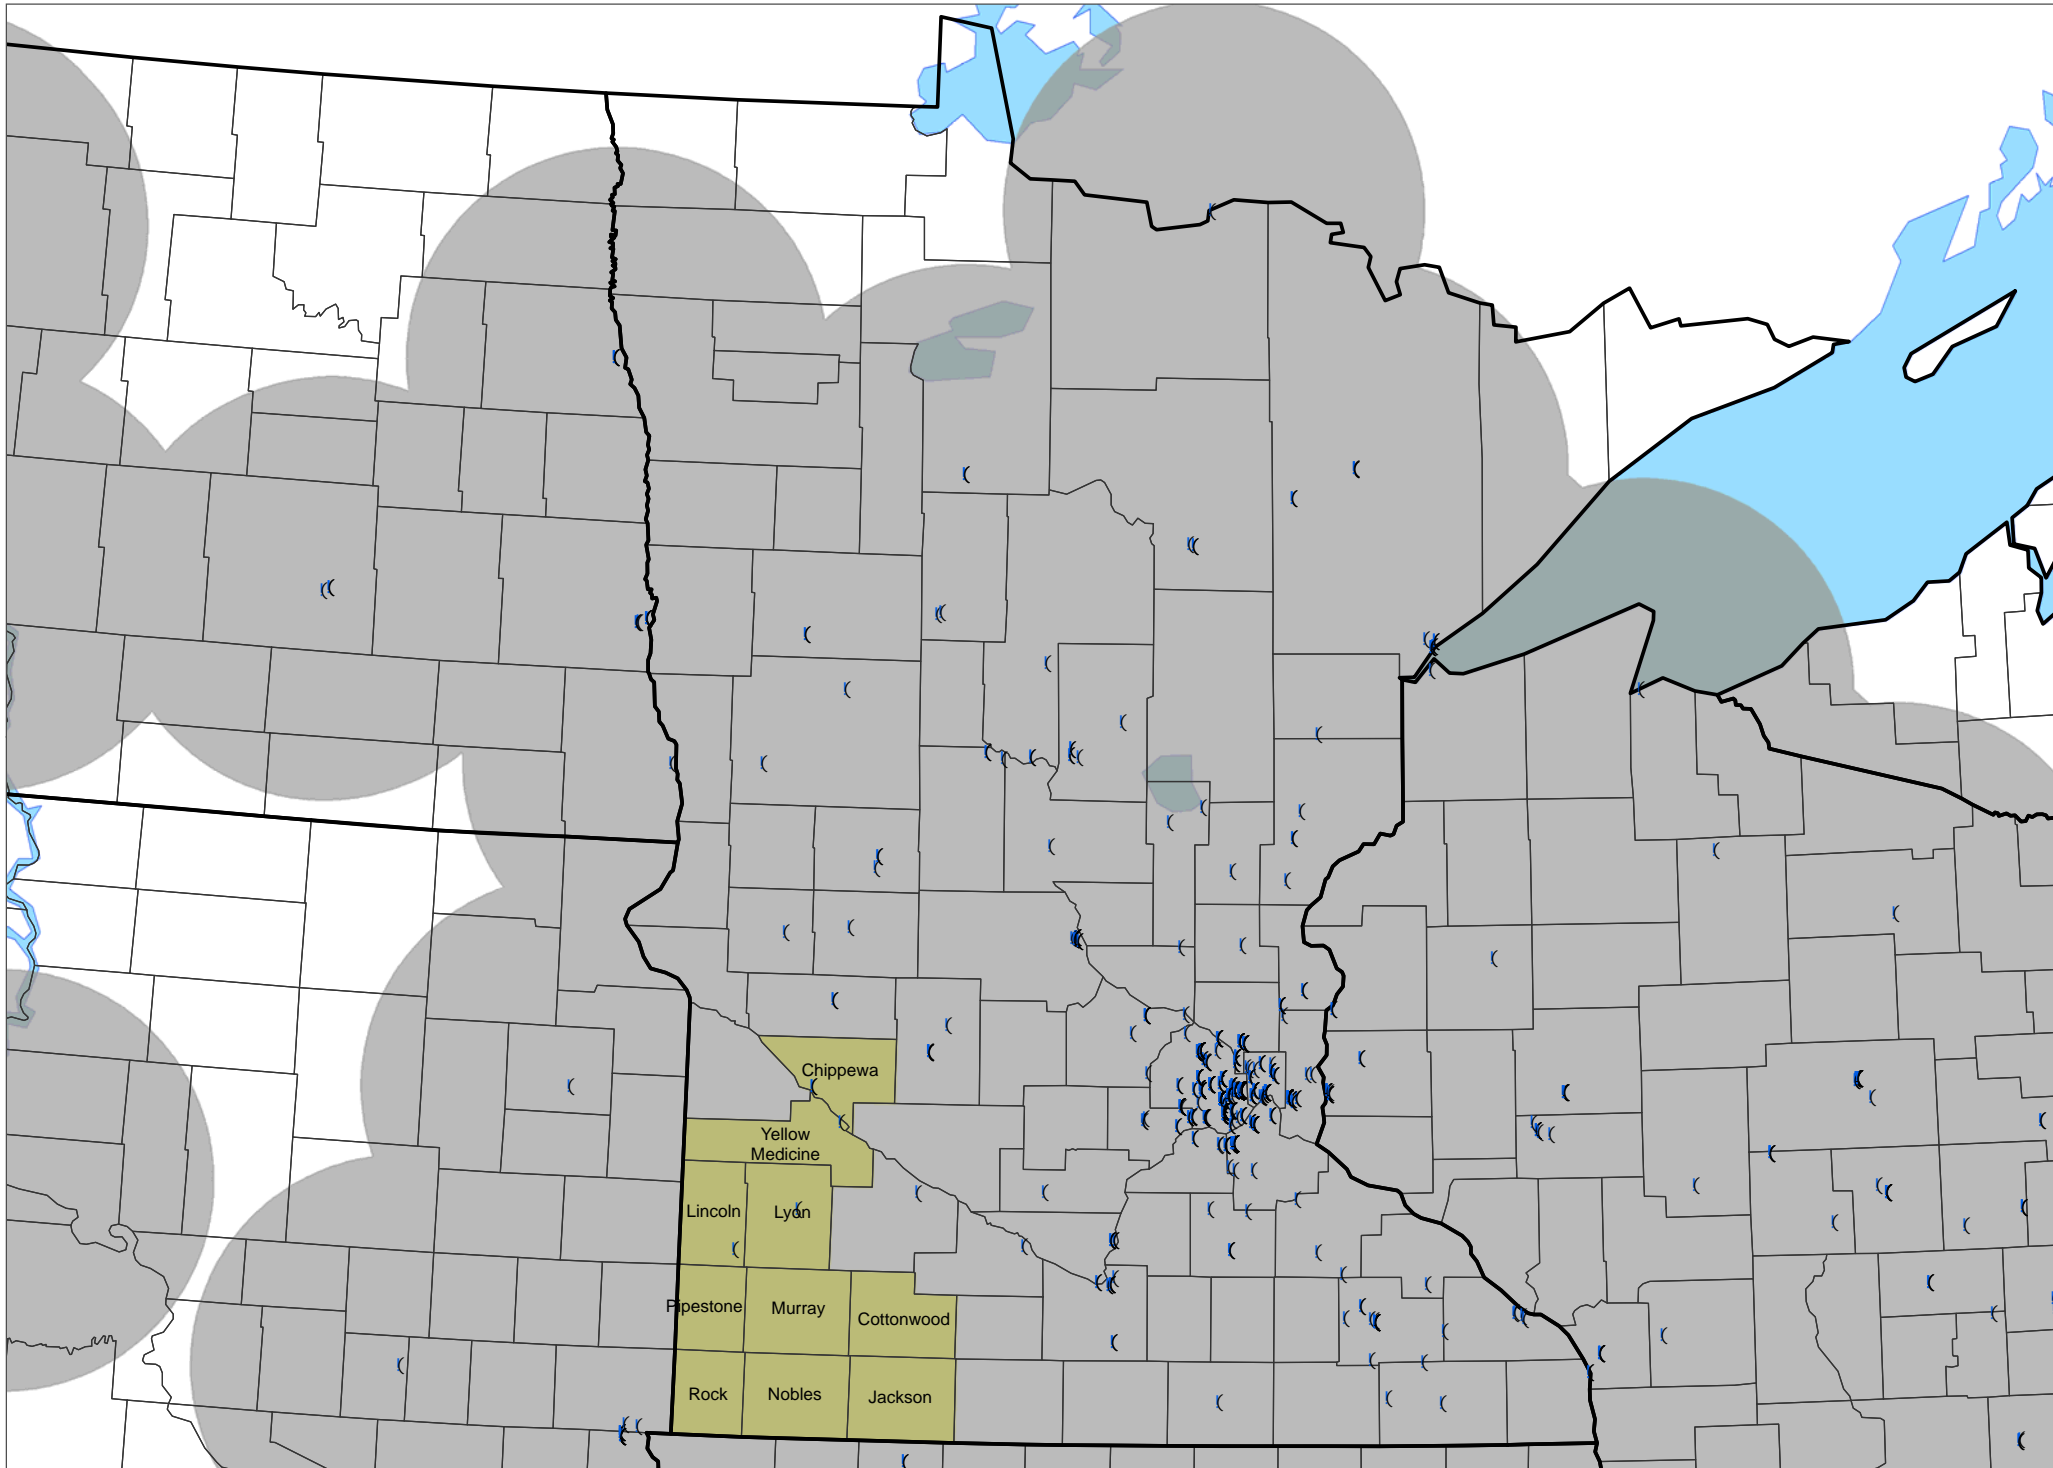 Chippewa
Yellow
Medicine
Lincoln
Lyon
Pipestone
Murray
Cottonwood
Rock
Nobles
Jackson